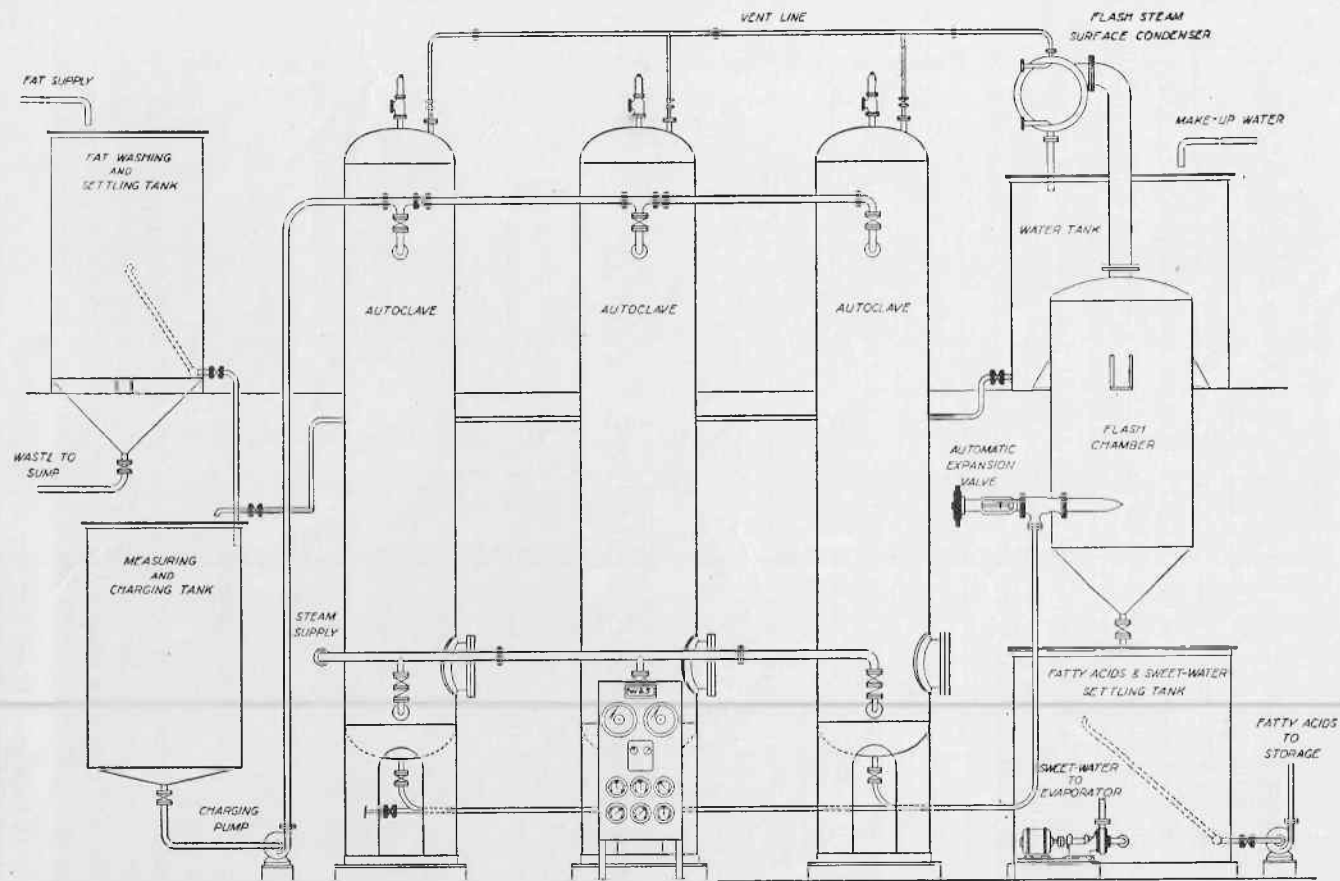 VENT LINE
FLASH STEAM
SURFACE CONDENSER
FAT SUPPLY
MAKE-UP WATER
FAT WASHING
AND
SETTLING TANK
WATER TANK
AUTOCLAVE
AUTOCLAVE
AUTOCLAVE
FLASH
CHAMBER
AUTOMATIC
EXPANSION
VALVE
WASTE TO
SUMP
MEASURING
AND
CHARGING TANK
STEAM
SUPPLY
FATTY ACIDS & SWEET-WATER
SETTLING TANK
FATTY ACIDS
TO
STORAGE
SWEET-WATER
TO
EVAPORATOR
CHARGING
PUMP